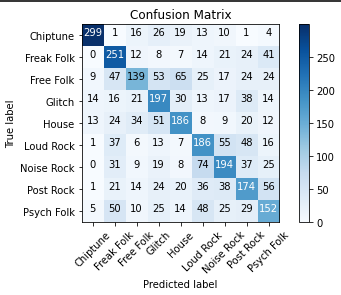 Confusion Matrix
Chiptune 299 1 16 26 19 13 10 1 4
Freak Folk 0 251 12 8 7 14 21 24 41
Free Folk 9 47 139 53 65 25 17 24 24
Glitch 14 16 21 197 30 13 17 38 14
House 13 24 34 51 186 8 9 20 12
Loud Rock 1 37 6 13 7 186 55 48 16
Noise Rock 0 31 9 19 8 74 194 37 25
Post Rock 1 21 14 24 20 36 38 174 56
Psych Folk 5 50 10 25 14 48 25 29 152
True label
Chiptune
Freak Folk
Free Folk
Glitch
House
Loud Rock
Noise Rock
Post Rock
Psych Folk
Predicted label
250
200
150
100
50
0